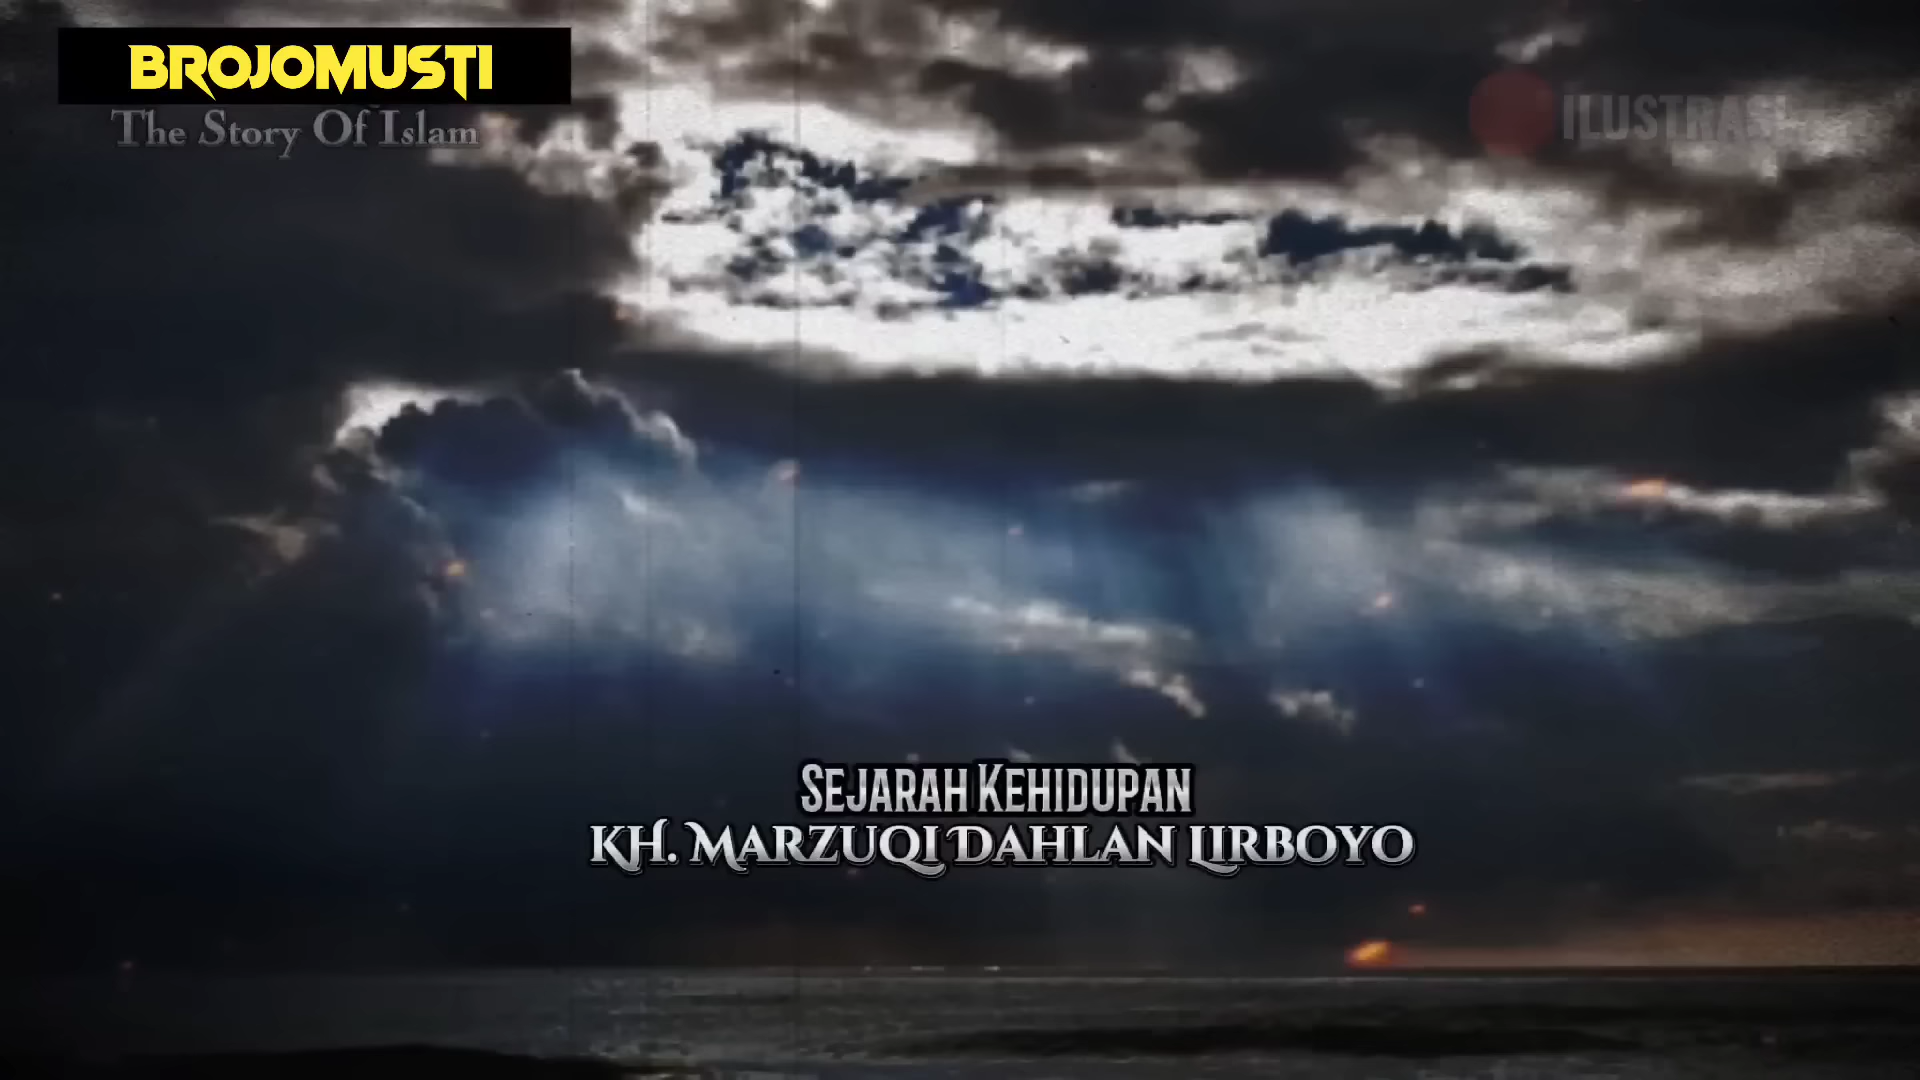 BROJOMUSTI
The Story Of Islam
ILUSTRASI
SEJARAH KEHIDUPAN
KH. MARZUQI DAHLAN LIRBOYO